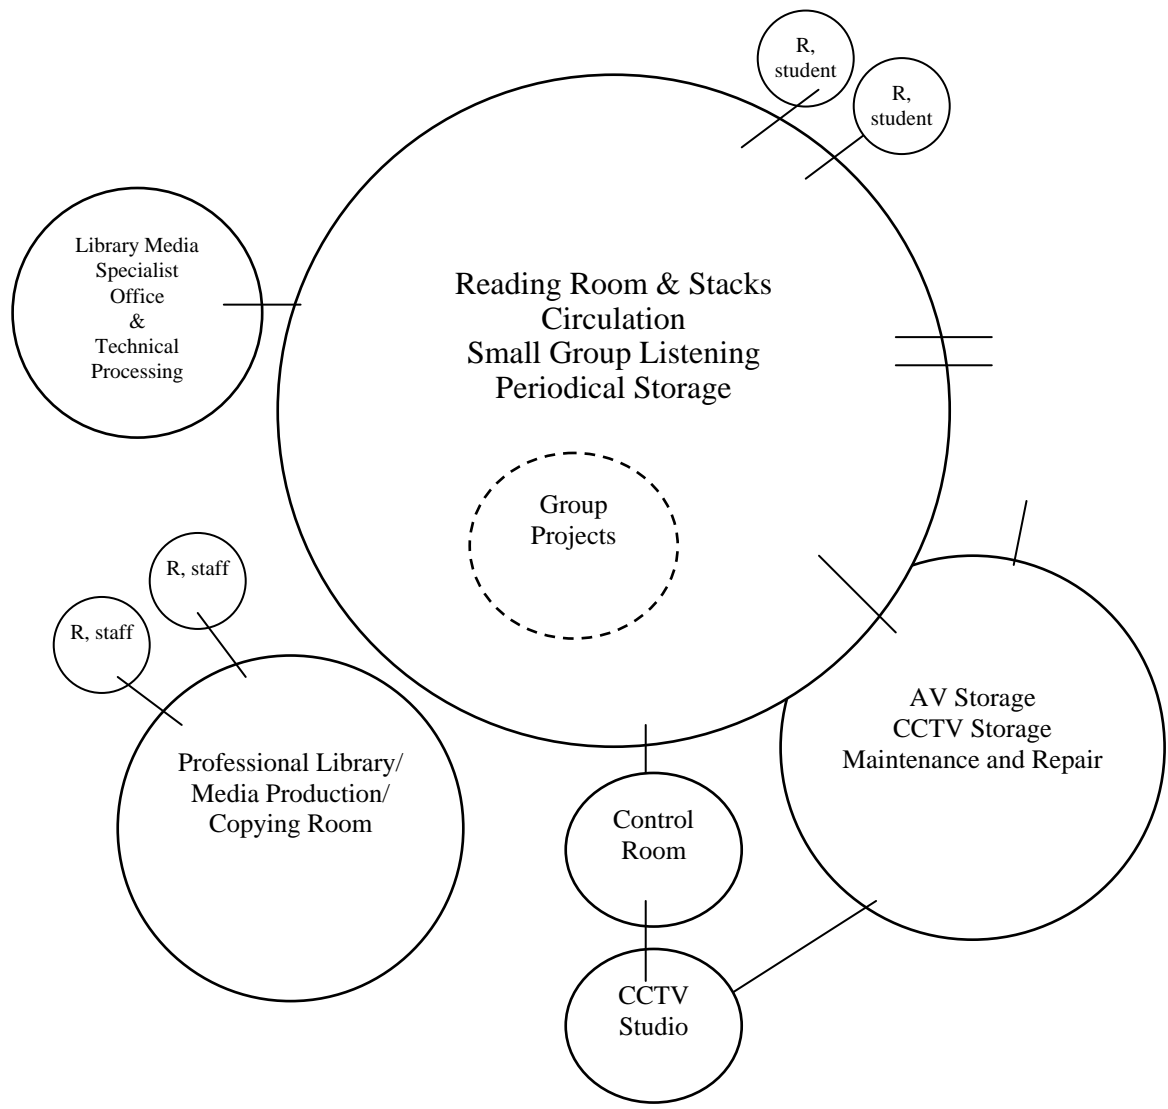 R,
student
R,
student
Library Media
Specialist
Office
&
Technical
Processing
Reading Room & Stacks
Circulation
Small Group Listening
Periodical Storage
Group
Projects
R, staff
R, staff
AV Storage
CCTV Storage
Maintenance and Repair
Professional Library/
Media Production/
Copying Room
Control
Room
CCTV
Studio